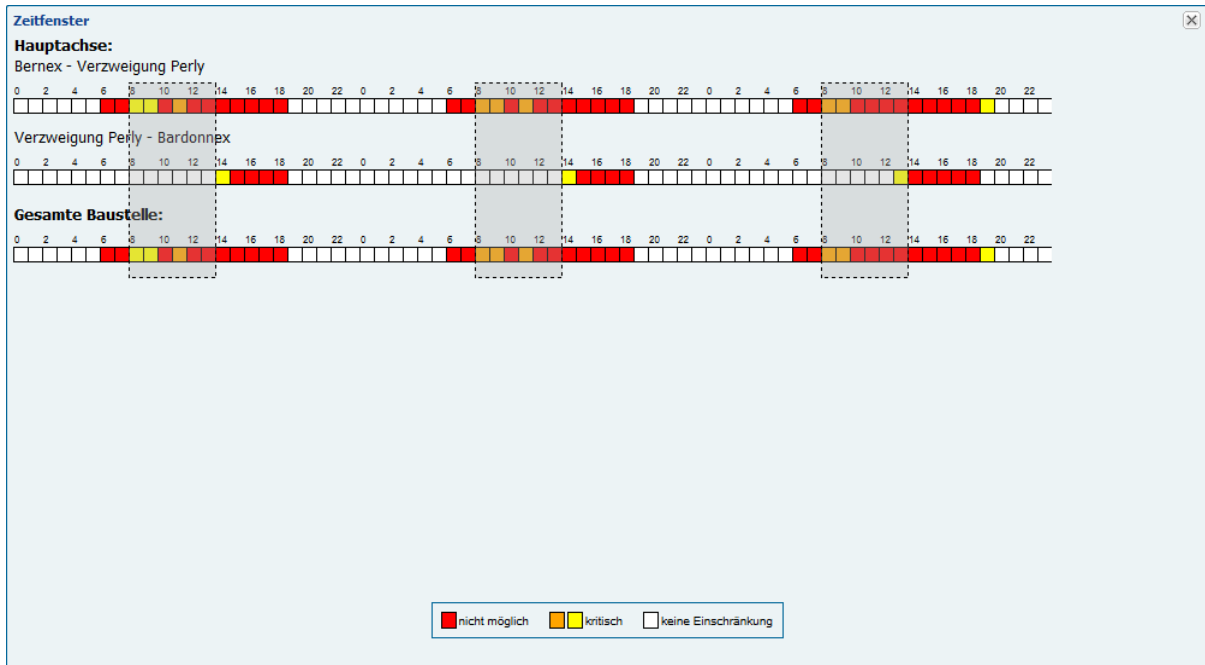 Zeitfenster
Hauptachse:
Bernex - Verzweigung Perly
0 2 4 6 8 10 12 14 16 18 20 22 0 2 4 6 8 10 12 14 16 18 20 22 0 2 4 6 8 10 12 14 16 18 20 22
Verzweigung Perly - Bardonnex
0 2 4 6 8 10 12 14 16 18 20 22 0 2 4 6 8 10 12 14 16 18 20 22 0 2 4 6 8 10 12 14 16 18 20 22
Gesamte Baustelle:
0 2 4 6 8 10 12 14 16 18 20 22 0 2 4 6 8 10 12 14 16 18 20 22 0 2 4 6 8 10 12 14 16 18 20 22
nicht möglich kritisch keine Einschränkung